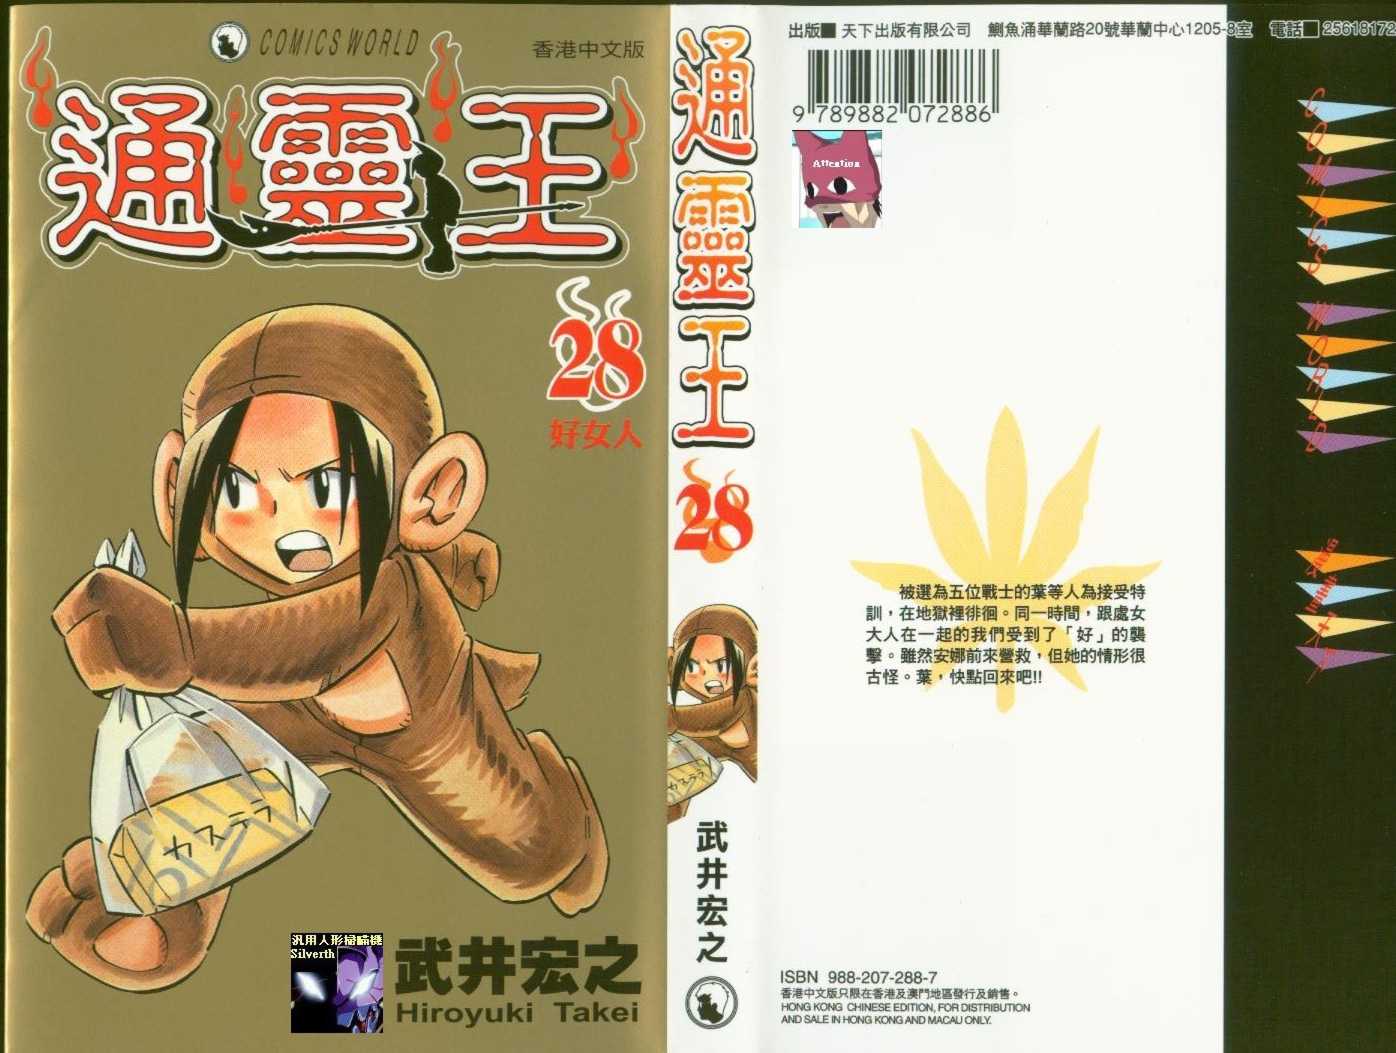 COMICS WORLD
香港中文版
通靈王
28
好女人
カステラ
汎用人形掃瞄機
Silverth
武井宏之
Hiroyuki Takei
通靈王
28
カステラ
武井宏之
出版■天下出版有限公司 鰂魚涌華蘭路20號華蘭中心1205-8室 電話■25618172
9 789882 072886
Attention
被選為五位戰士的葉等人為接受特
訓，在地獄裡徘徊。同一時間，跟處女
大人在一起的我們受到了「好」的襲
擊。雖然安娜前來營救，但她的情形很
古怪。葉，快點回來吧!!
ISBN 988-207-288-7
香港中文版只限在香港及澳門地區發行及銷售。
HONG KONG CHINESE EDITION, FOR DISTRIBUTION
AND SALE IN HONG KONG AND MACAU ONLY.
COMICS WORLD